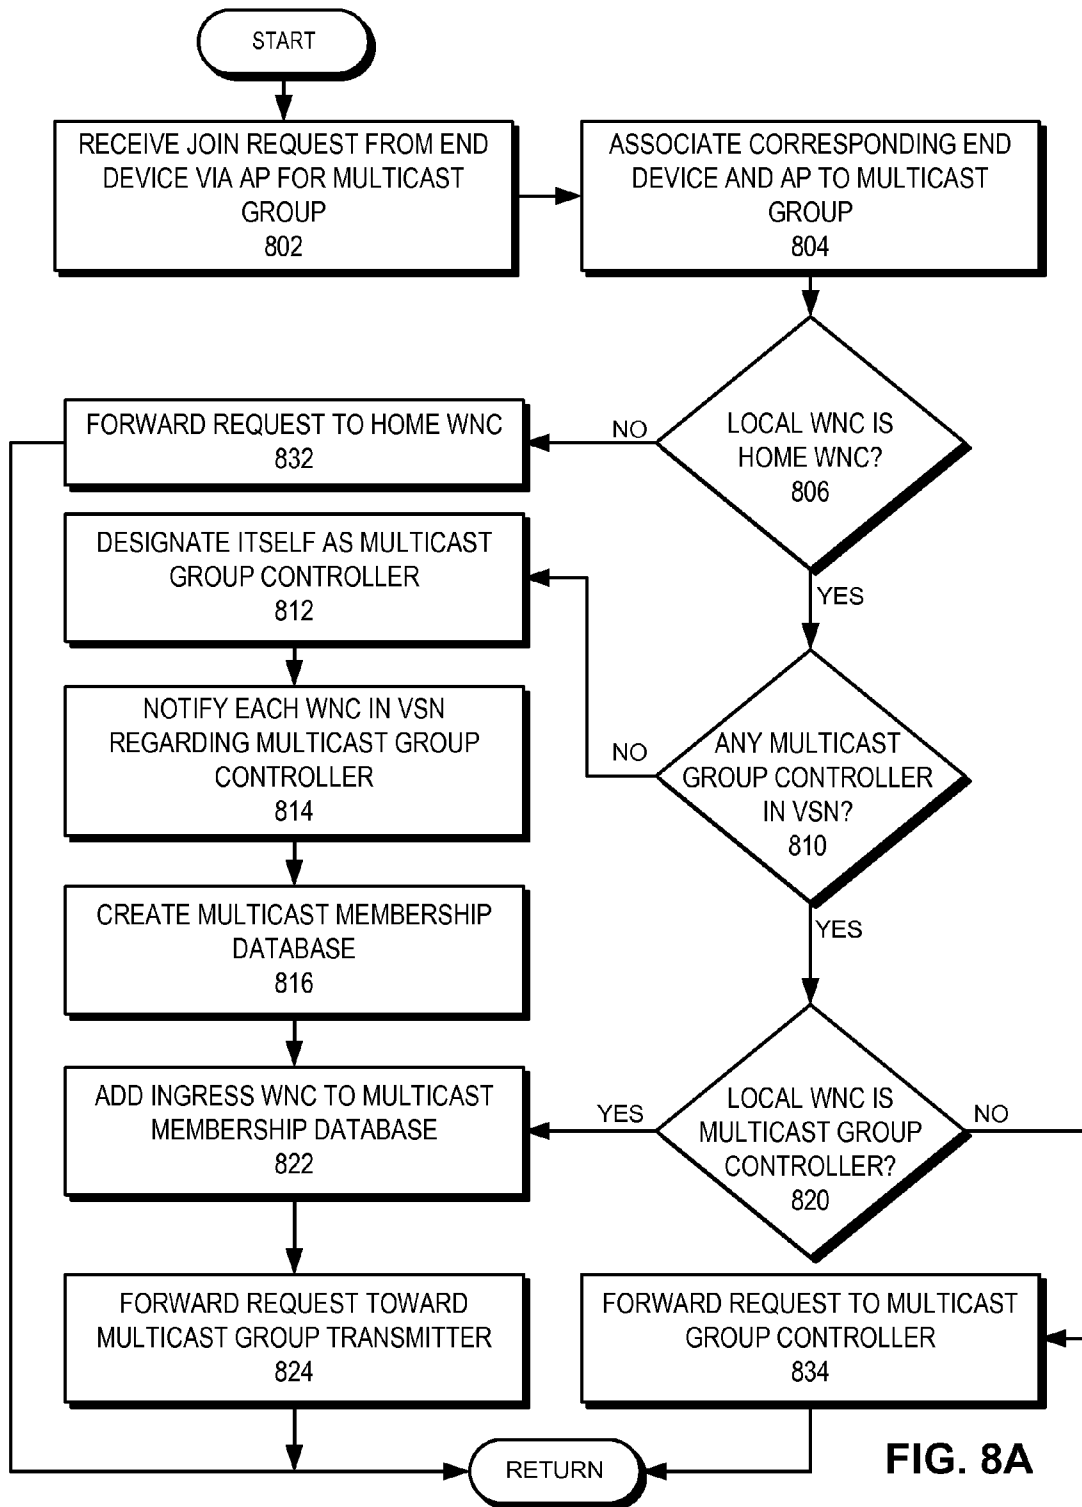 START
RECEIVE JOIN REQUEST FROM END
DEVICE VIA AP FOR MULTICAST
GROUP
802
ASSOCIATE CORRESPONDING END
DEVICE AND AP TO MULTICAST
GROUP
804
LOCAL WNC IS
HOME WNC?
806
NO
YES
FORWARD REQUEST TO HOME WNC
832
DESIGNATE ITSELF AS MULTICAST
GROUP CONTROLLER
812
ANY MULTICAST
GROUP CONTROLLER
IN VSN?
810
NO
YES
NOTIFY EACH WNC IN VSN
REGARDING MULTICAST GROUP
CONTROLLER
814
CREATE MULTICAST MEMBERSHIP
DATABASE
816
LOCAL WNC IS
MULTICAST GROUP
CONTROLLER?
820
YES
NO
ADD INGRESS WNC TO MULTICAST
MEMBERSHIP DATABASE
822
FORWARD REQUEST TOWARD
MULTICAST GROUP TRANSMITTER
824
FORWARD REQUEST TO MULTICAST
GROUP CONTROLLER
834
RETURN
FIG. 8A